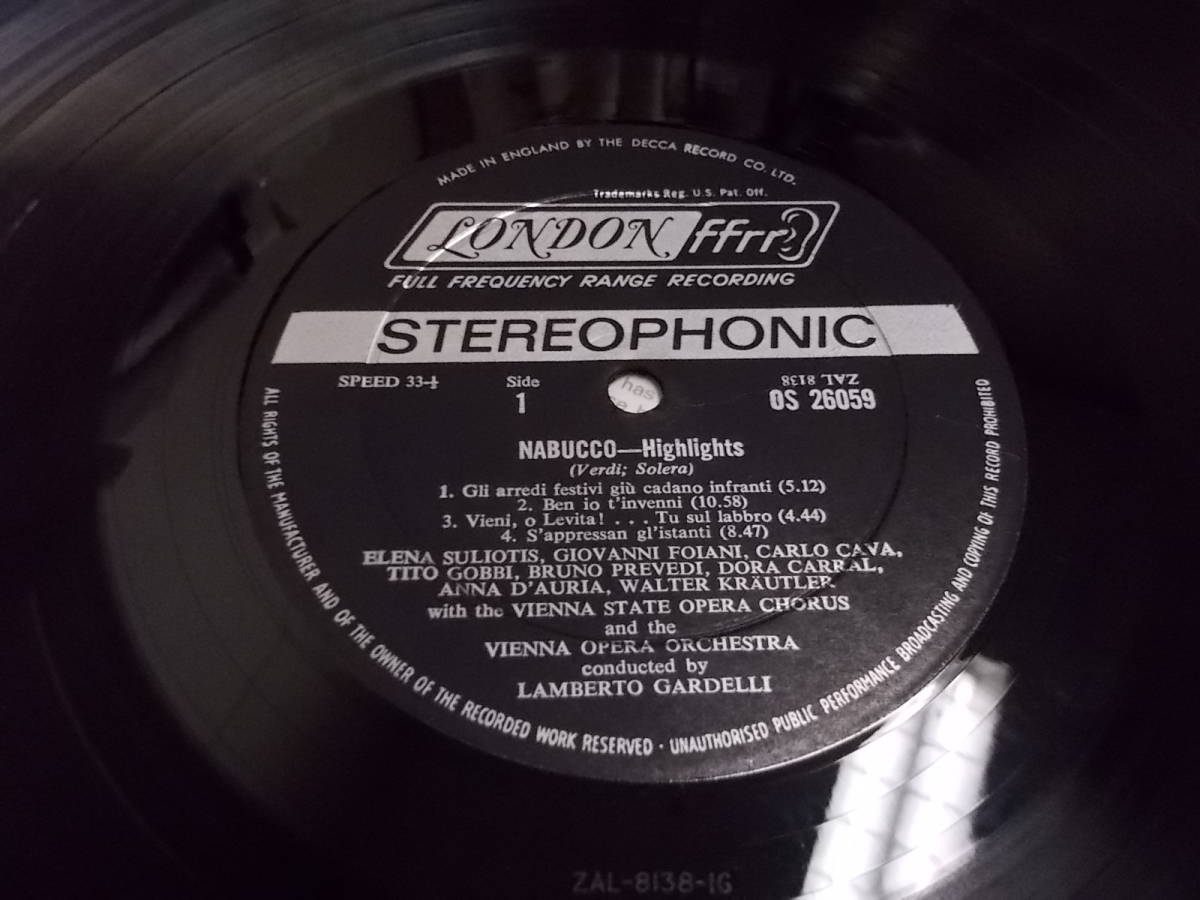 MADE IN ENGLAND BY THE DECCA RECORD CO. LTD.
Trademarks Reg. U.S. Pat. Off.
LONDON ffrr
FULL FREQUENCY RANGE RECORDING
STEREOPHONIC
SPEED 33⅓ Side ZAL 8138
1 OS 26059
has
NABUCCO—Highlights
(Verdi; Solera)
1. Gli arredi festivi giù cadano infranti (5.12)
2. Ben io t'invenni (10.58)
3. Vieni, o Levita! . . . Tu sul labbro (4.44)
4. S'appressan gl'istanti (8.47)
ELENA SULIOTIS, GIOVANNI FOIANI, CARLO CAVA,
TITO GOBBI, BRUNO PREVEDI, DORA CARRAL,
ANNA D'AURIA, WALTER KRÄUTLER
with the VIENNA STATE OPERA CHORUS
and the
VIENNA OPERA ORCHESTRA
conducted by
LAMBERTO GARDELLI
ALL RIGHTS OF THE MANUFACTURER AND OF THE OWNER OF THE RECORDED WORK RESERVED · UNAUTHORISED PUBLIC PERFORMANCE BROADCASTING AND COPYING OF THIS RECORD PROHIBITED
ZAL-8138-1G